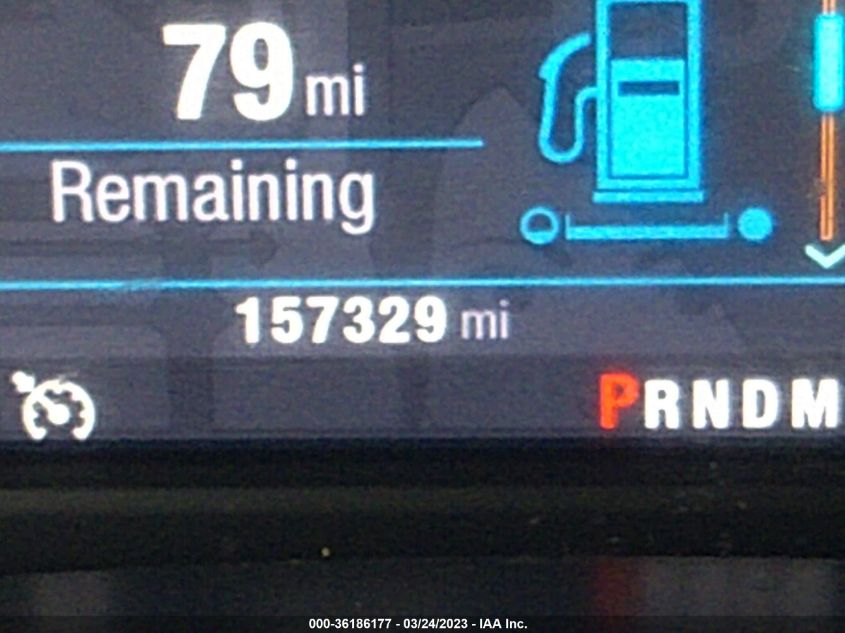 79 mi
Remaining
157329 mi
PRNDM
000-36186177 - 03/24/2023 - IAA Inc.